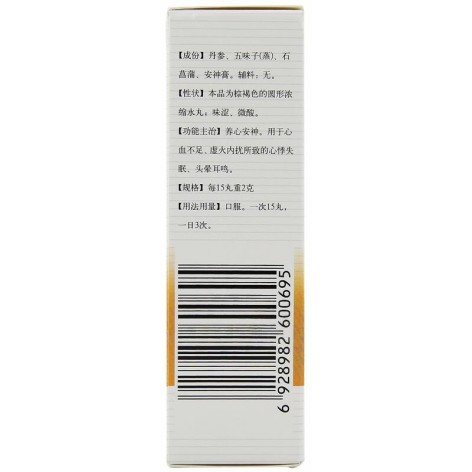 【成份】丹参、五味子(蒸)、石
菖蒲、安神膏。辅料：无。
【性状】本品为棕褐色的圆形浓
缩水丸；味涩、微酸。
【功能主治】养心安神。用于心
血不足、虚火内扰所致的心悸失
眠、头晕耳鸣。
【规格】每15丸重2克
【用法用量】口服。一次15丸，
一日3次。
6 928982 600695